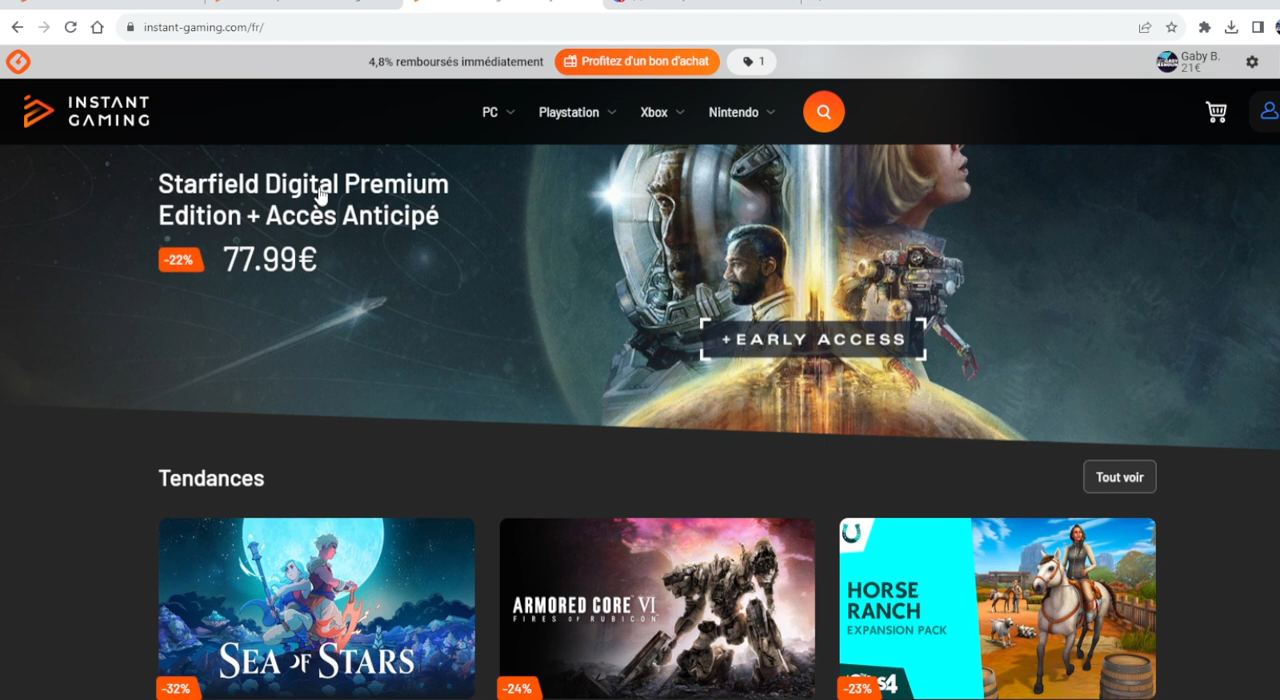 instant-gaming.com/fr/
4,8% remboursés immédiatement
Profitez d'un bon d'achat
1
Gaby B.
21€
INSTANT
GAMING
PC
Playstation
Xbox
Nintendo
Starfield Digital Premium
Edition + Accès Anticipé
-22%
77.99€
+EARLY ACCESS
Tendances
Tout voir
SEA OF STARS
ARMORED CORE VI
FIRES OF RUBICON
HORSE
RANCH
EXPANSION PACK
-32%
-24%
-23%